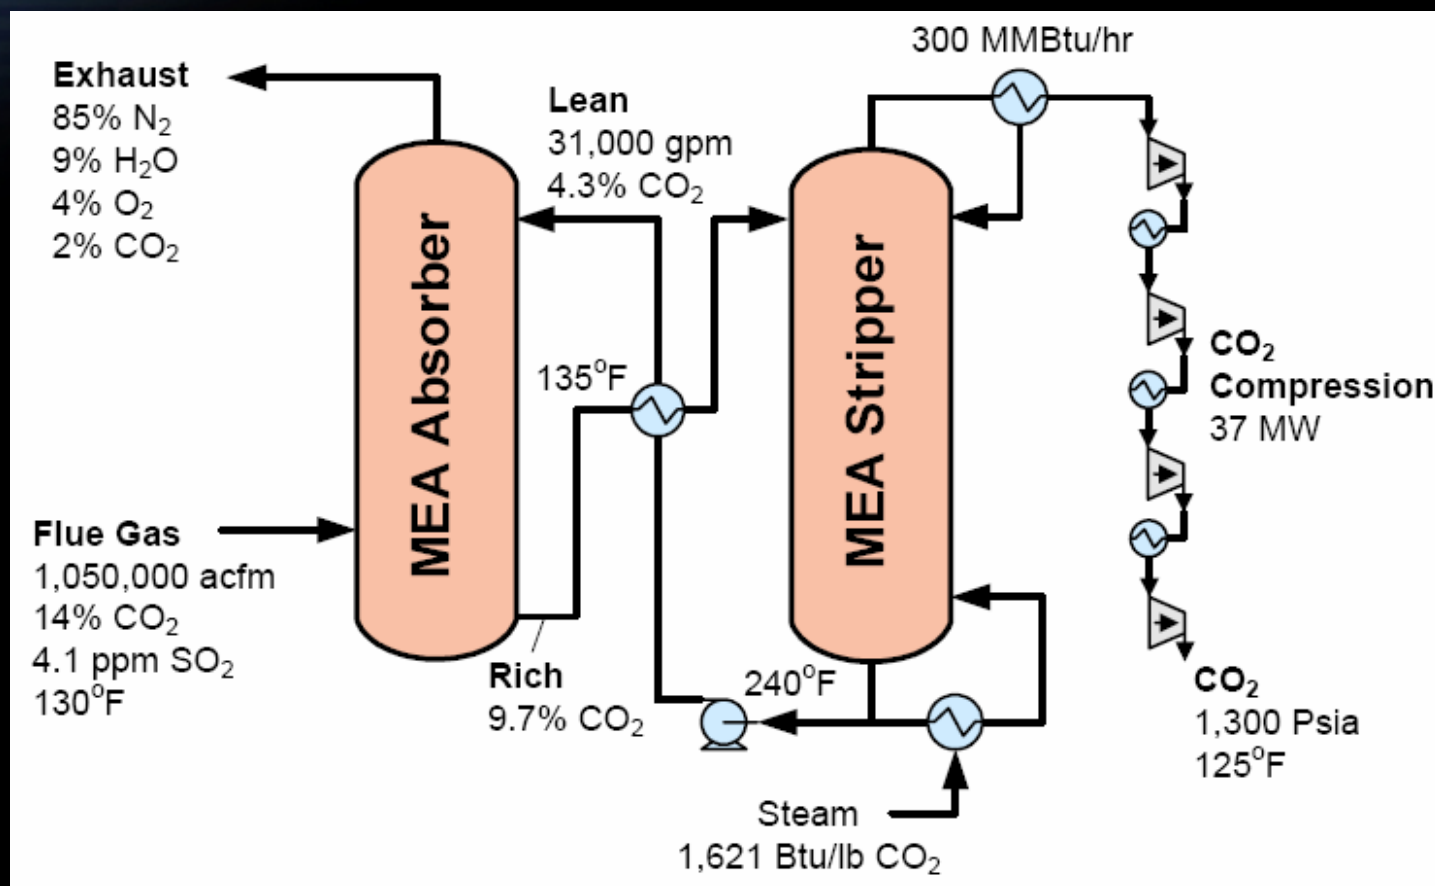 300 MMBtu/hr
Exhaust
85% N₂
9% H₂O
4% O₂
2% CO₂
Lean
31,000 gpm
4.3% CO₂
MEA Absorber
MEA Stripper
135°F
CO₂
Compression
37 MW
Flue Gas
1,050,000 acfm
14% CO₂
4.1 ppm SO₂
130°F
Rich
9.7% CO₂
240°F
CO₂
1,300 Psia
125°F
Steam
1,621 Btu/lb CO₂